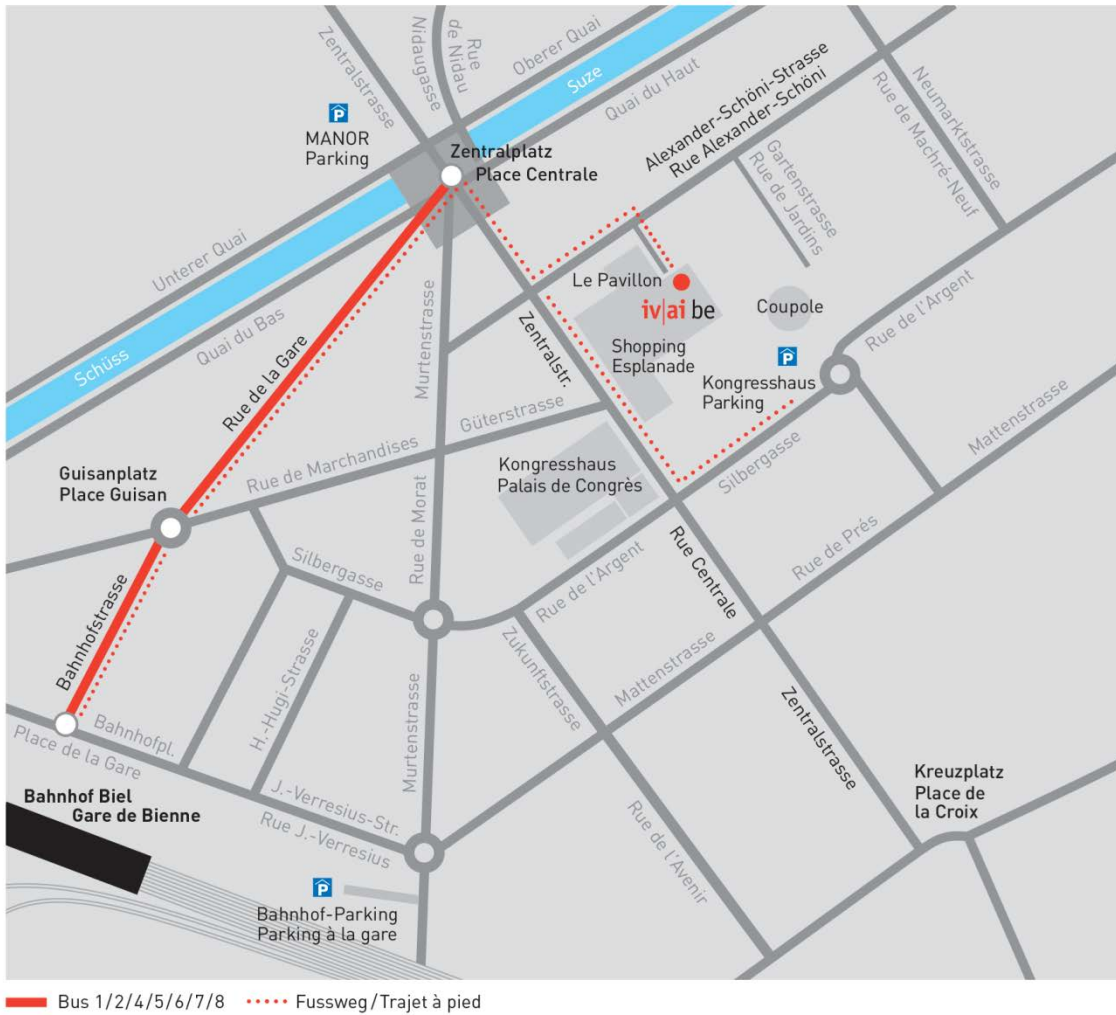 Zentralstrasse
Nidaugasse
Rue
de Nidau
Oberer Quai
Suze
Quai du Haut
Alexander-Schöni-Strasse
Rue Alexander-Schöni
Neumarktstrasse
Rue de Machré-Neuf
Gartenstrasse
Rue de Jardins
P
MANOR
Parking
Zentralplatz
Place Centrale
Unterer Quai
Schüss
Quai du Bas
Rue de la Gare
Murtenstrasse
Zentralstr.
Le Pavillon
iv|ai be
Shopping
Esplanade
Coupole
P
Kongresshaus
Parking
Rue de l'Argent
Mattenstrasse
Silbergasse
Guisanplatz
Place Guisan
Rue de Marchandises
Güterstrasse
Kongresshaus
Palais de Congrès
Rue de Morat
Silbergasse
Rue de l'Argent
Rue Centrale
Rue de Prés
Bahnhofstrasse
H.-Hugi-Strasse
Zukunftstrasse
Mattenstrasse
Zentralstrasse
Bahnhofpl.
Place de la Gare
Murtenstrasse
J.-Verresius-Str.
Rue J.-Verresius
Rue de l'Avenir
Kreuzplatz
Place de
la Croix
Bahnhof Biel
Gare de Bienne
P
Bahnhof-Parking
Parking à la gare
Bus 1/2/4/5/6/7/8
Fussweg/Trajet à pied